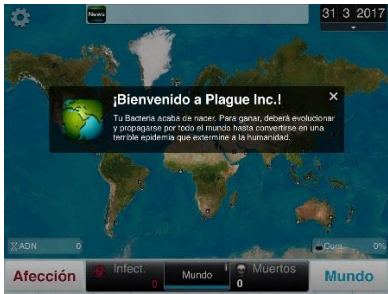 31 3 2017
¡Bienvenido a Plague Inc.!
Tu Bacteria acaba de nacer. Para ganar, deberá evolucionar
y propagarse por todo el mundo hasta convertirse en una
terrible epidemia que extermine a la humanidad.
ADN 0
Cura 0%
Afección
Infect. 0
Mundo
Muertos 0
Mundo